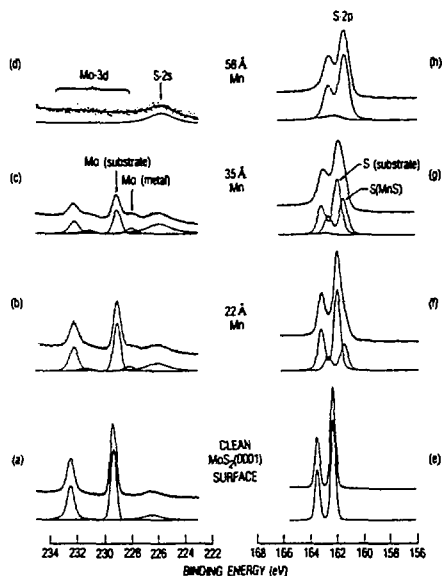 S-2p
(d)
Mo-3d
S-2s
58 Å
Mn
(h)
Mo (substrate)
Mo (metal)
(c)
35 Å
Mn
(g)
S (substrate)
S(MnS)
(b)
22 Å
Mn
(f)
(a)
CLEAN
MoS2(0001)
SURFACE
(e)
234 232 230 228 226 224 222
168 166 164 162 160 158 156
BINDING ENERGY (eV)